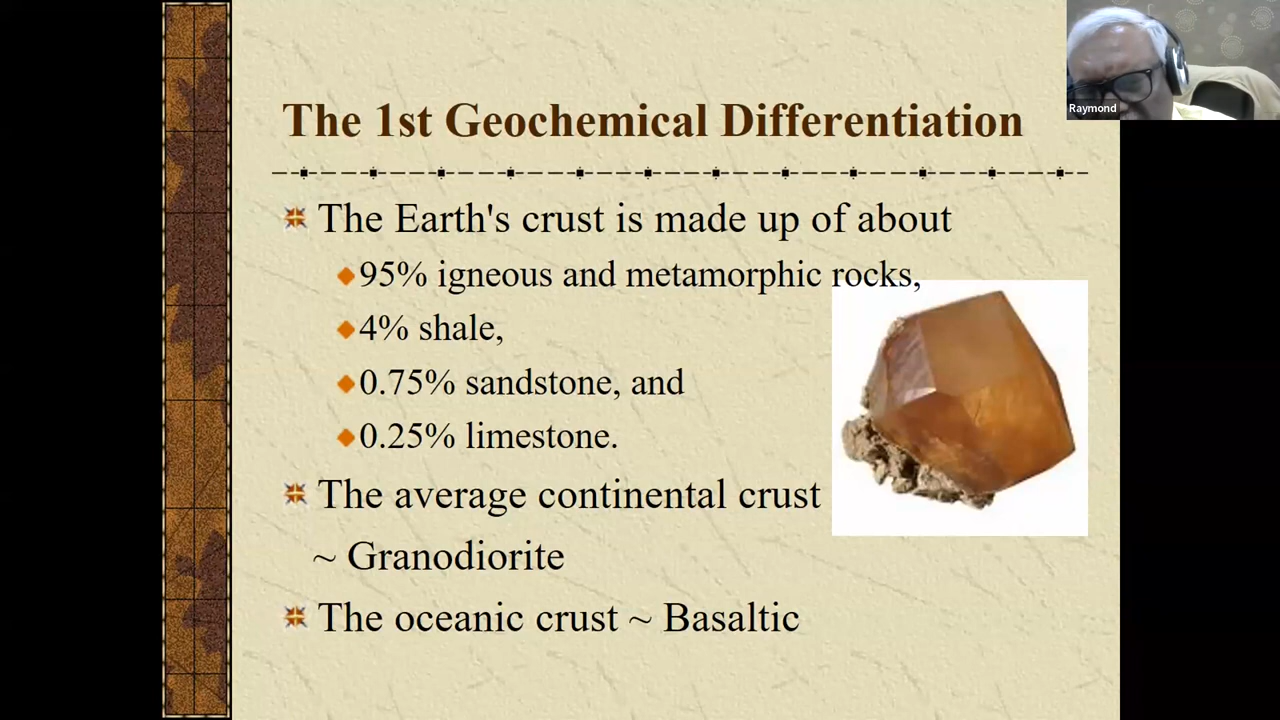 Raymond
The 1st Geochemical Differentiation
The Earth's crust is made up of about
95% igneous and metamorphic rocks,
4% shale,
0.75% sandstone, and
0.25% limestone.
The average continental crust
~ Granodiorite
The oceanic crust ~ Basaltic